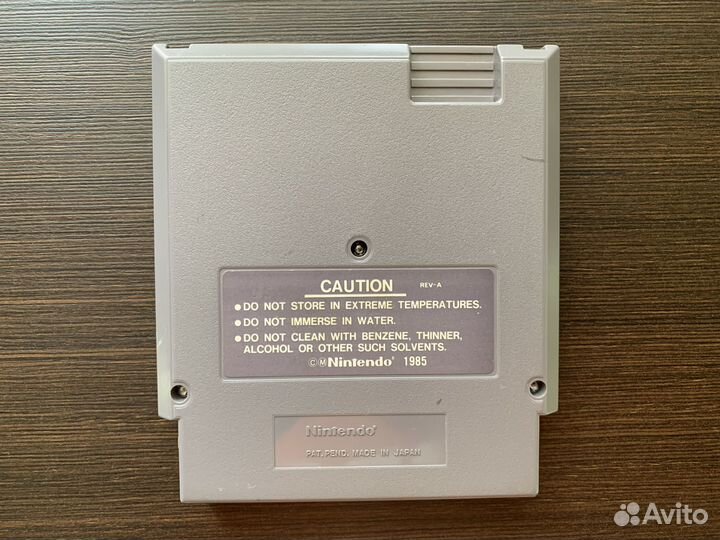 CAUTION REV-A
●DO NOT STORE IN EXTREME TEMPERATURES.
●DO NOT IMMERSE IN WATER.
●DO NOT CLEAN WITH BENZENE, THINNER,
ALCOHOL OR OTHER SUCH SOLVENTS.
©ⓂNintendo® 1985
Nintendo®
PAT. PEND. MADE IN JAPAN
Avito